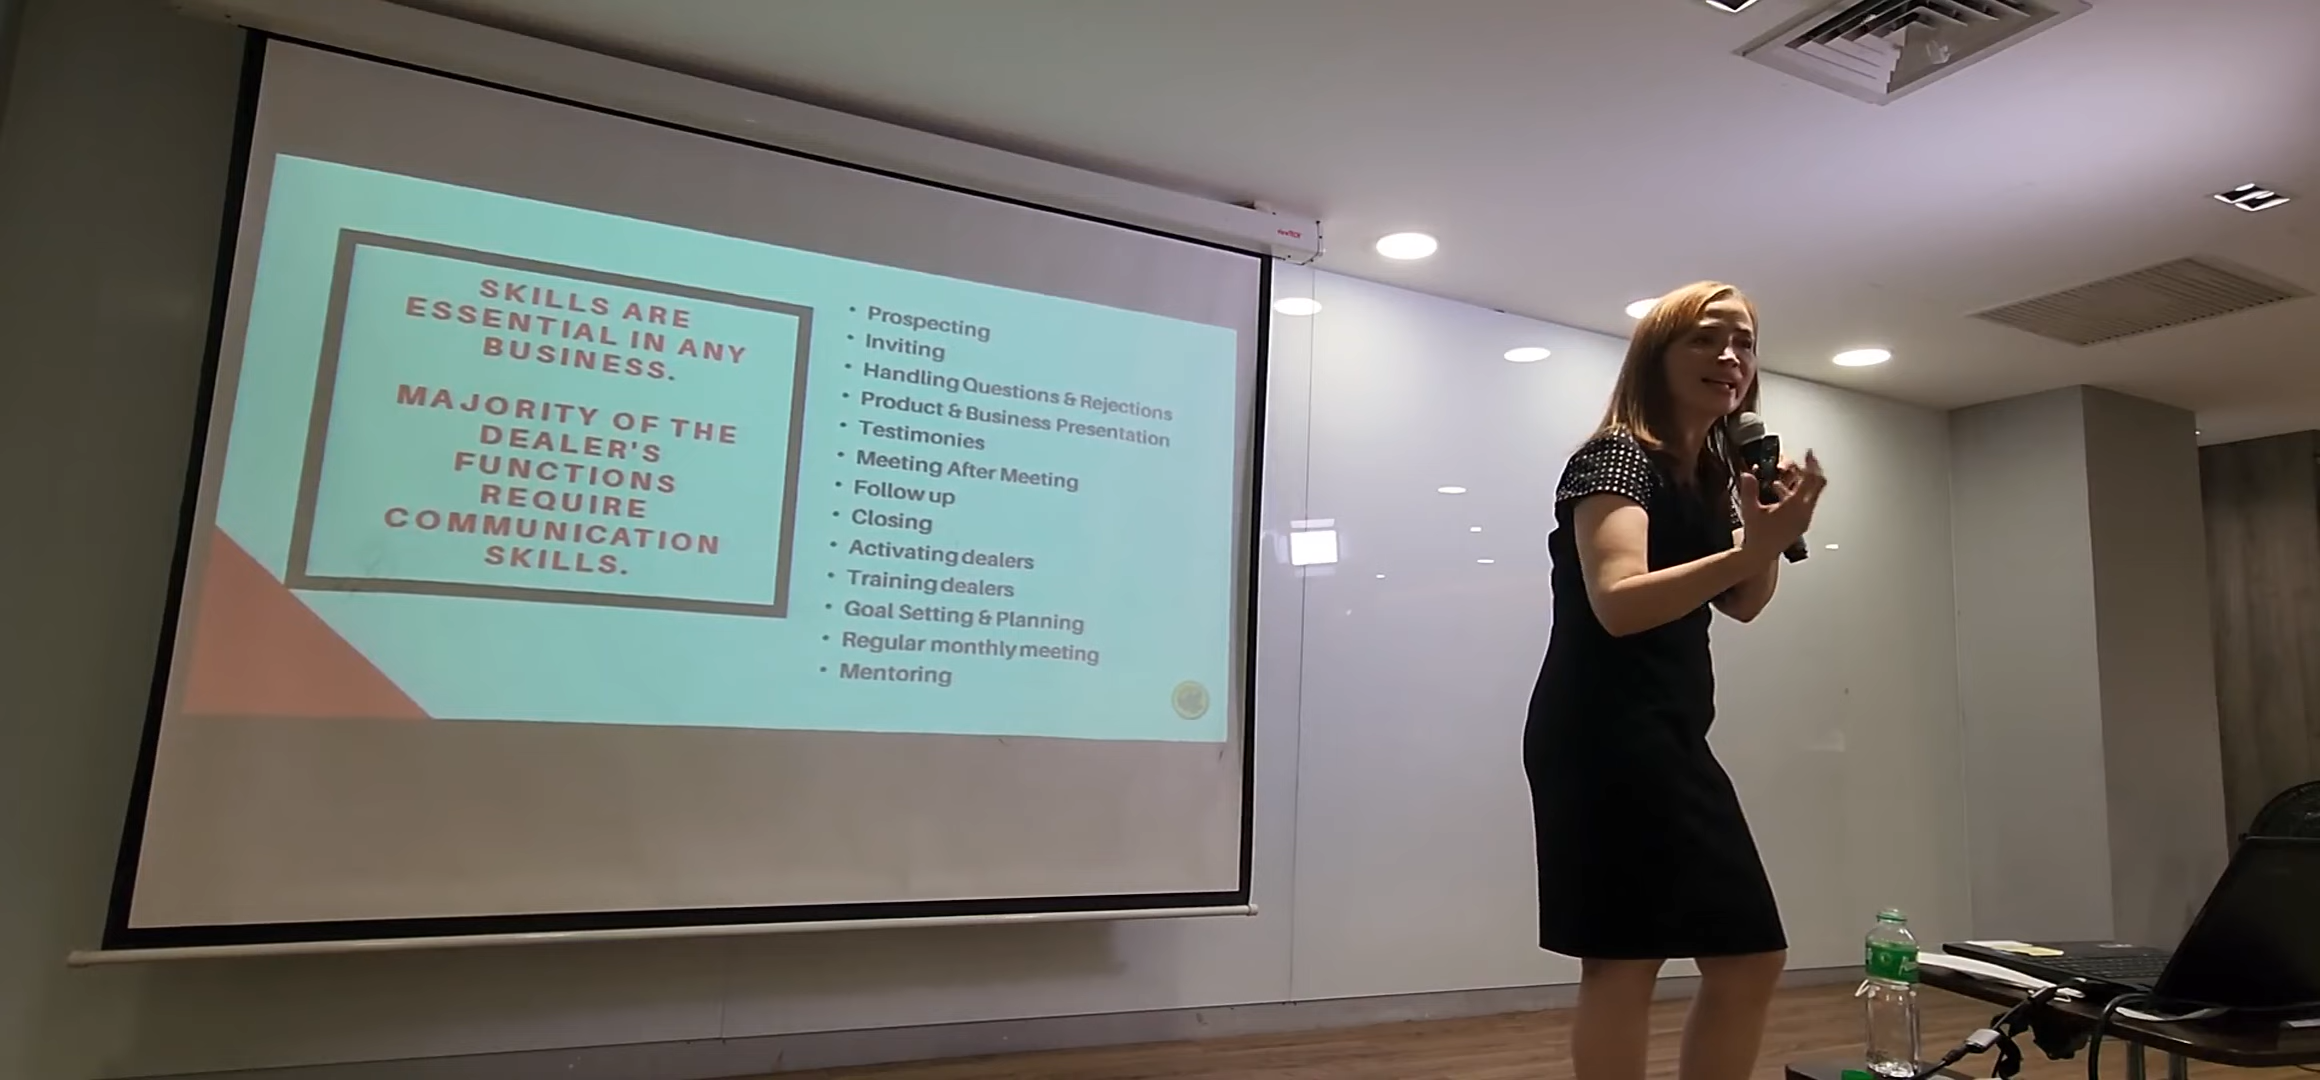 SKILLS ARE
ESSENTIAL IN ANY
BUSINESS.
MAJORITY OF THE
DEALER'S
FUNCTIONS
REQUIRE
COMMUNICATION
SKILLS.
• Prospecting
• Inviting
• Handling Questions & Rejections
• Product & Business Presentation
• Testimonies
• Meeting After Meeting
• Follow up
• Closing
• Activating dealers
• Training dealers
• Goal Setting & Planning
• Regular monthly meeting
• Mentoring